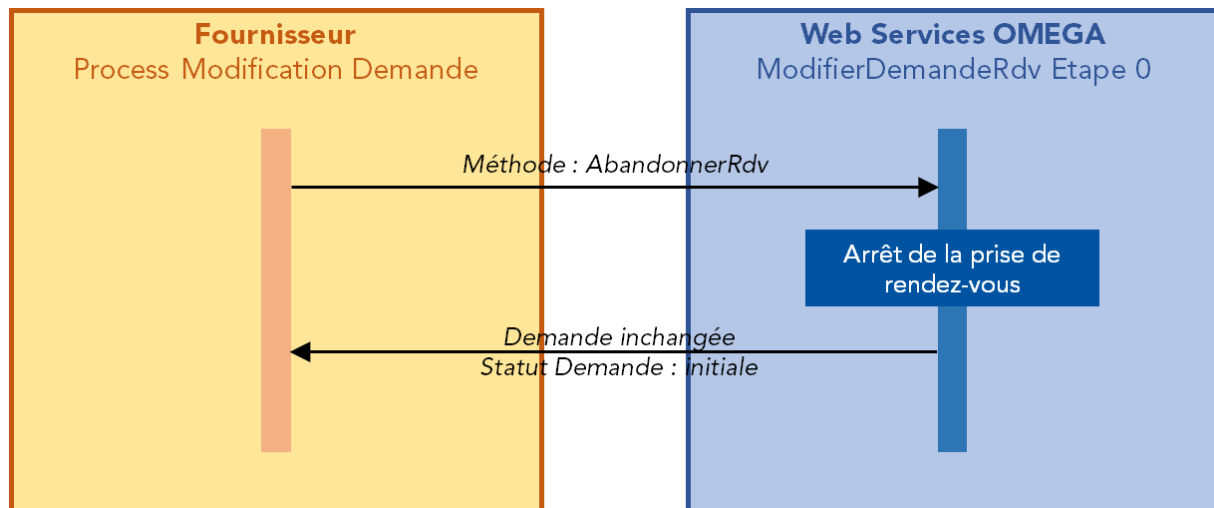 Fournisseur
Process Modification Demande
Web Services OMEGA
ModifierDemandeRdv Etape 0
Méthode : AbandonnerRdv
Arrêt de la prise de
rendez-vous
Demande inchangée
Statut Demande : initiale